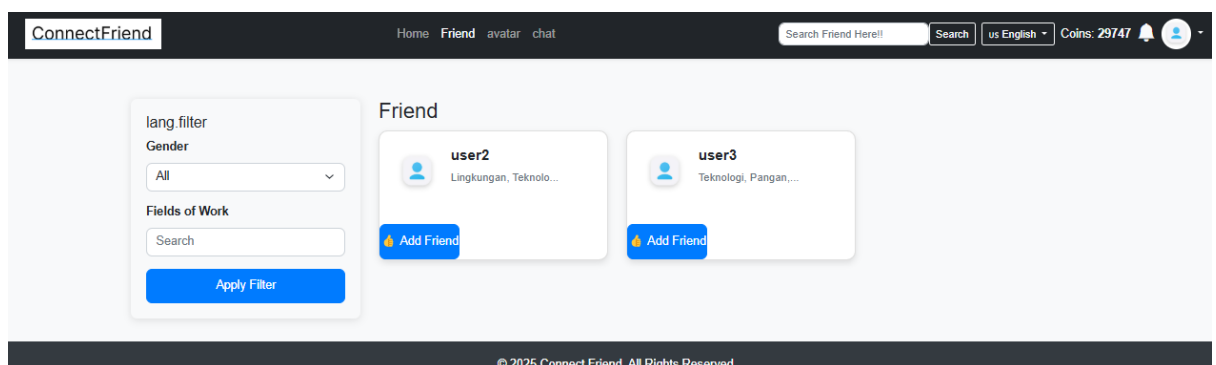 ConnectFriend
Home Friend avatar chat
Search Friend Here!! Search us English Coins: 29747
lang.filter
Gender
All
Fields of Work
Search
Apply Filter
Friend
user2
Lingkungan, Teknolo...
Add Friend
user3
Teknologi, Pangan,...
Add Friend
© 2025 Connect Friend. All Rights Reserved